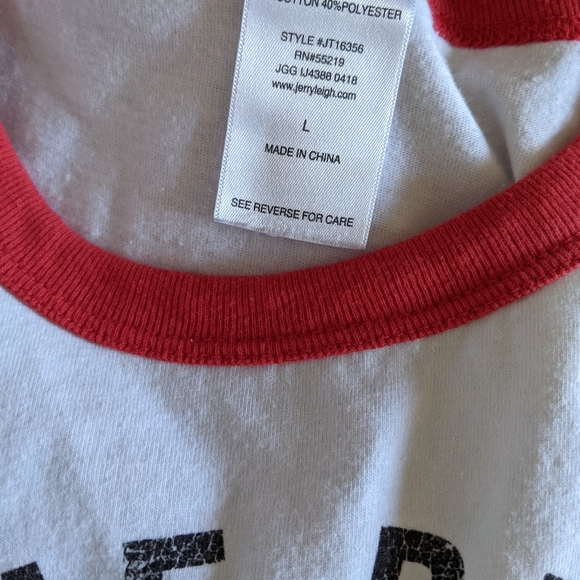 COTTON 40%POLYESTER
STYLE #JT16356
RN#55219
JGG IJ4388 0418
www.jerryleigh.com
L
MADE IN CHINA
SEE REVERSE FOR CARE